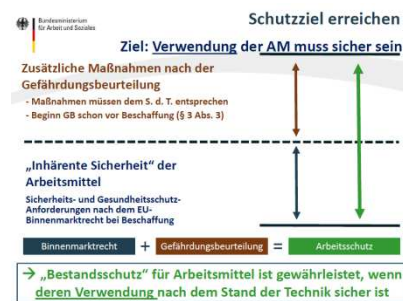 Bundesministerium
für Arbeit und Soziales
Schutzziel erreichen
Ziel: Verwendung der AM muss sicher sein
Zusätzliche Maßnahmen nach der
Gefährdungsbeurteilung
- Maßnahmen müssen dem S. d. T. entsprechen
- Beginn GB schon vor Beschaffung (§ 3 Abs. 3)
„Inhärente Sicherheit“ der
Arbeitsmittel
Sicherheits- und Gesundheitsschutz-
Anforderungen nach dem EU-
Binnenmarktrecht bei Beschaffung
Binnenmarktrecht + Gefährdungsbeurteilung = Arbeitsschutz
→ „Bestandsschutz“ für Arbeitsmittel ist gewährleistet, wenn
deren Verwendung nach dem Stand der Technik sicher ist